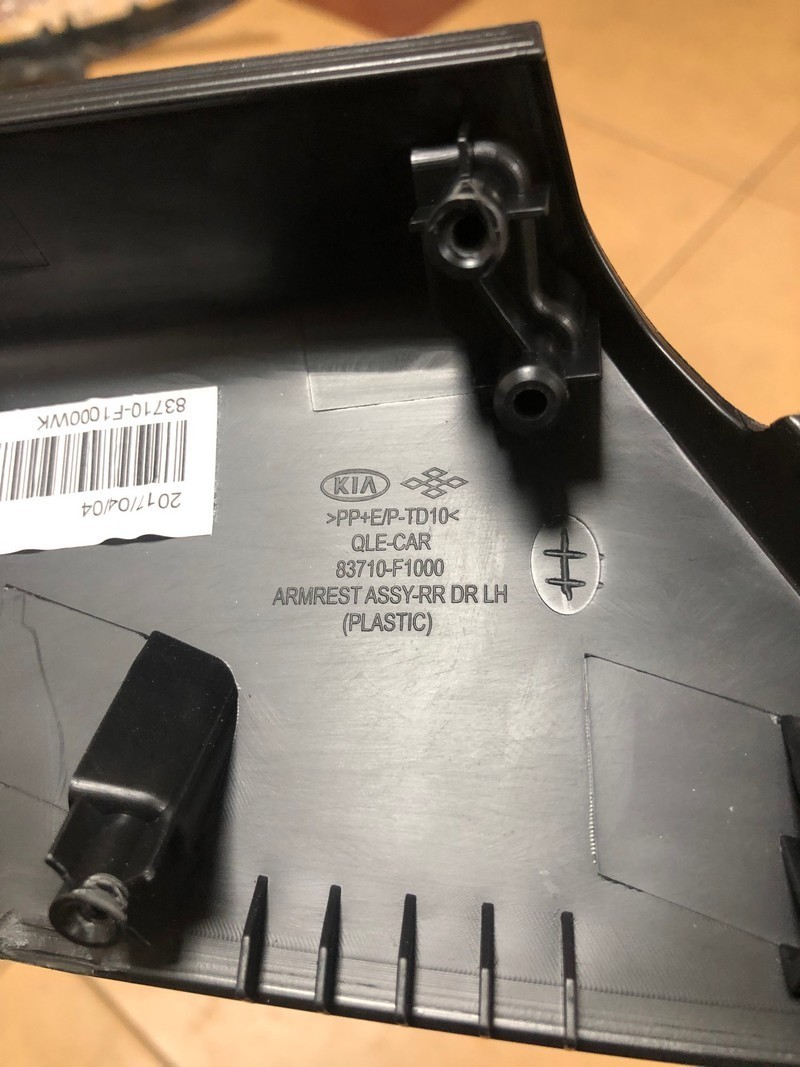 83710-F1000WK
2017/04/04
KIA
>PP+E/P-TD10<
QLE-CAR
83710-F1000
ARMREST ASSY-RR DR LH
(PLASTIC)